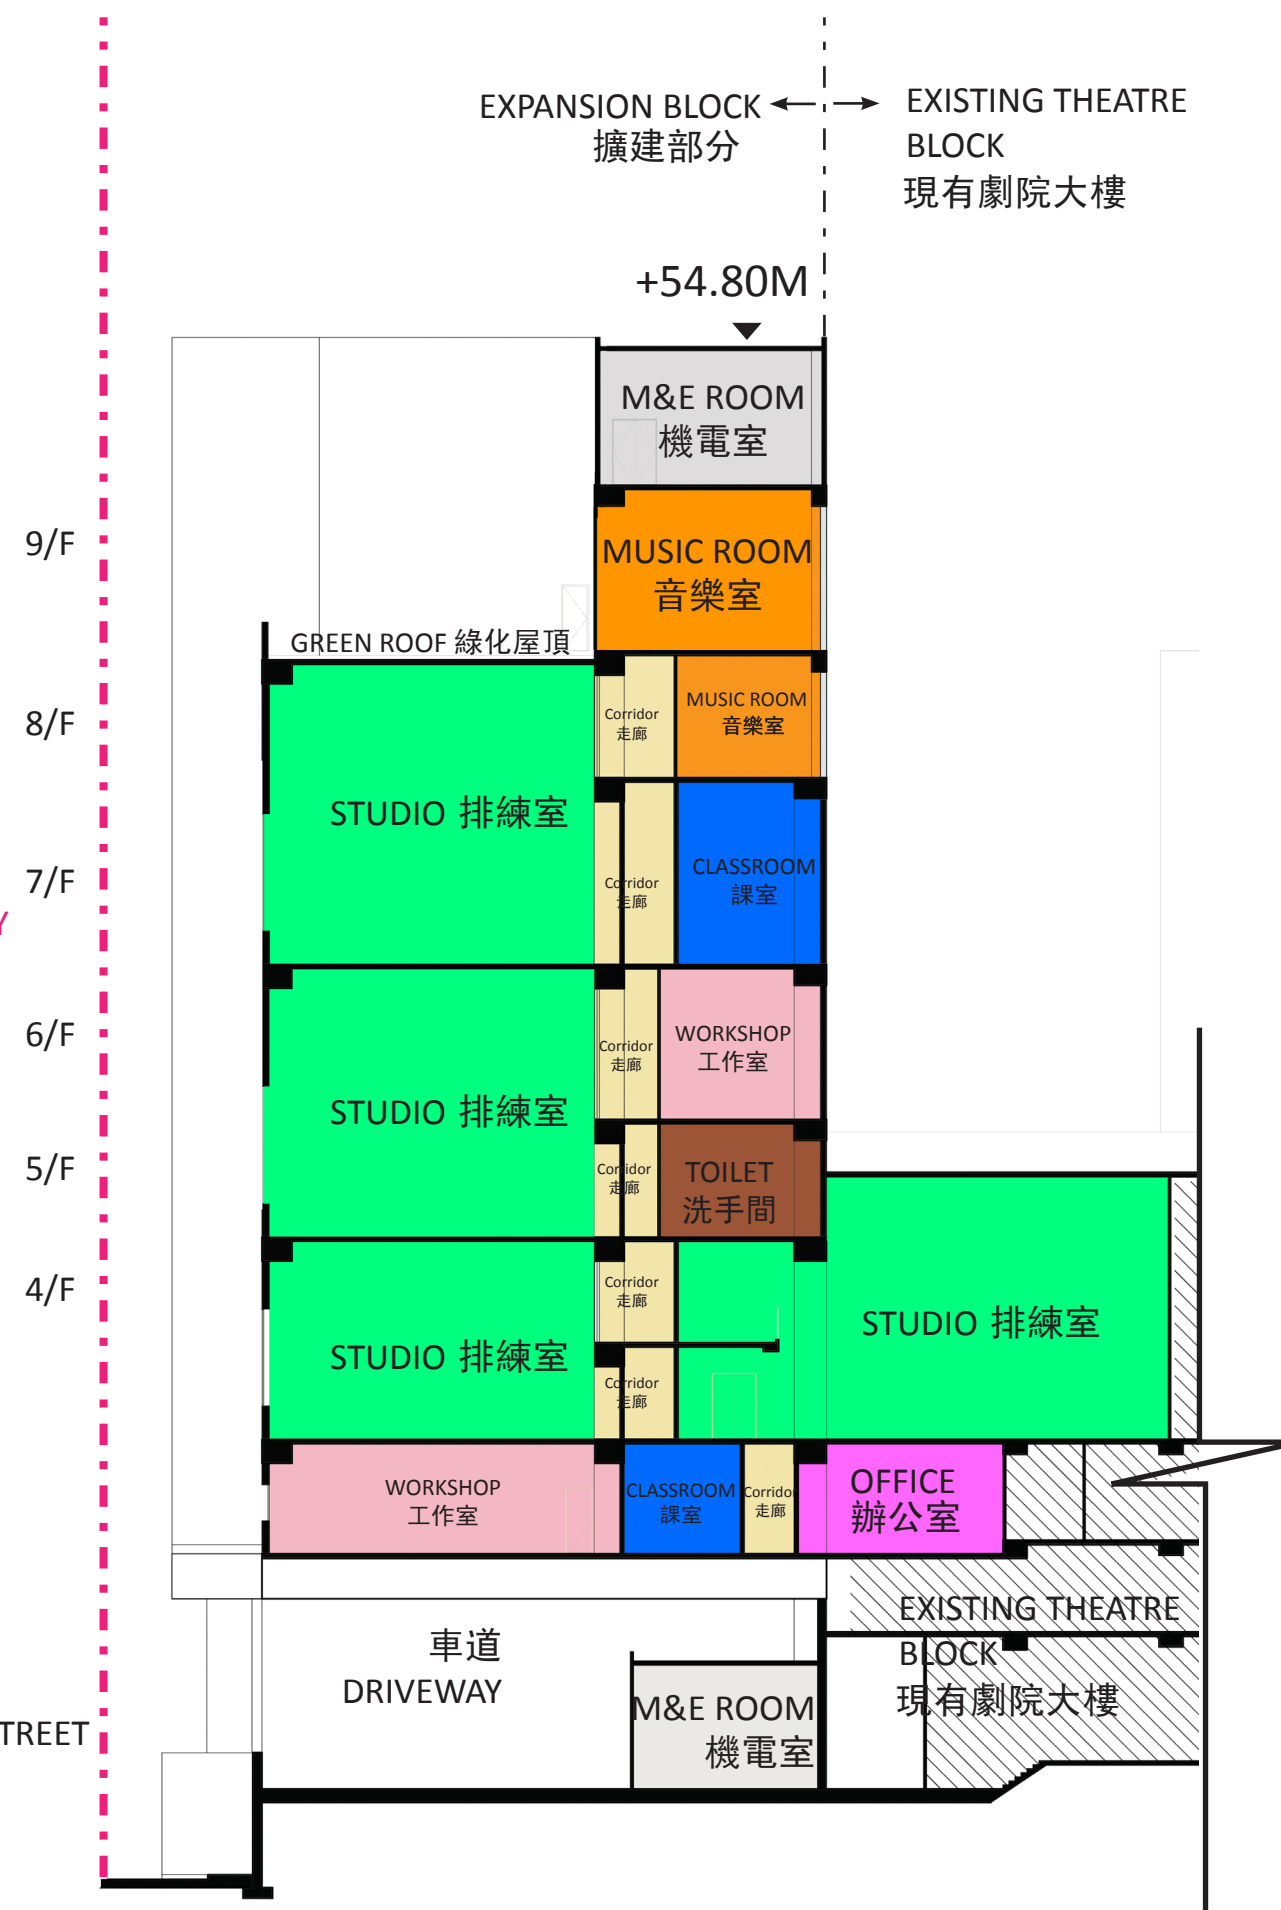 EXPANSION BLOCK
擴建部分
EXISTING THEATRE
BLOCK
現有劇院大樓
+54.80M
M&E ROOM
機電室
9/F
MUSIC ROOM
音樂室
GREEN ROOF 綠化屋頂
8/F
Corridor
走廊
MUSIC ROOM
音樂室
STUDIO 排練室
7/F
Corridor
走廊
CLASSROOM
課室
Y
6/F
Corridor
走廊
WORKSHOP
工作室
STUDIO 排練室
5/F
Corridor
走廊
TOILET
洗手間
4/F
Corridor
走廊
STUDIO 排練室
STUDIO 排練室
Corridor
走廊
WORKSHOP
工作室
CLASSROOM
課室
Corridor
走廊
OFFICE
辦公室
EXISTING THEATRE
BLOCK
現有劇院大樓
車道
DRIVEWAY
M&E ROOM
機電室
TREET